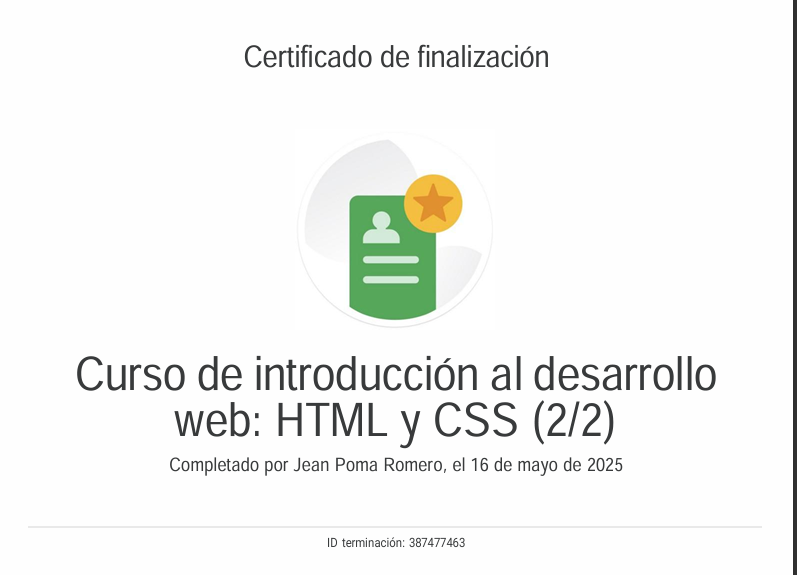 Certificado de finalización
Curso de introducción al desarrollo
web: HTML y CSS (2/2)
Completado por Jean Poma Romero, el 16 de mayo de 2025
ID terminación: 387477463